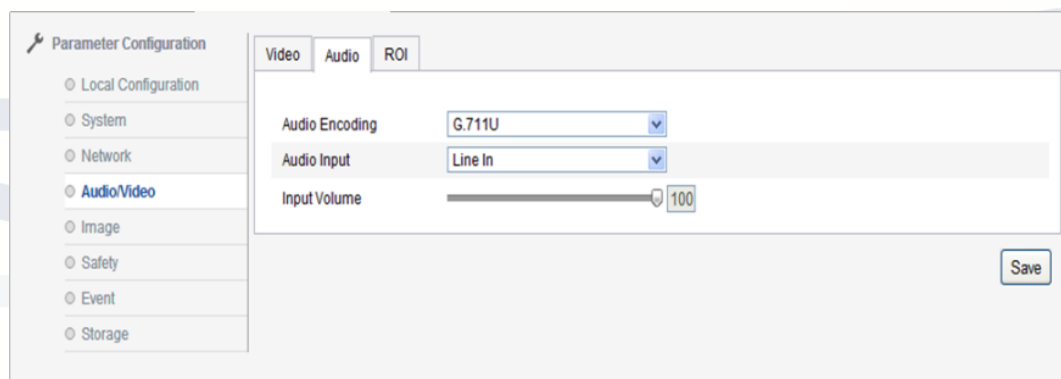 Parameter Configuration
Local Configuration
System
Network
Audio/Video
Image
Safety
Event
Storage
Video Audio ROI
Audio Encoding G.711U
Audio Input Line In
Input Volume 100
Save